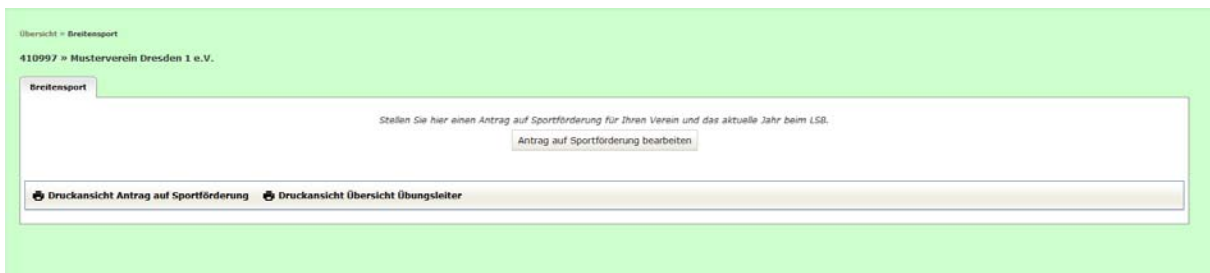 Übersicht » Breitensport
410997 » Musterverein Dresden 1 e.V.
Breitensport
Stellen Sie hier einen Antrag auf Sportförderung für Ihren Verein und das aktuelle Jahr beim LSB.
Antrag auf Sportförderung bearbeiten
Druckansicht Antrag auf Sportförderung Druckansicht Übersicht Übungsleiter